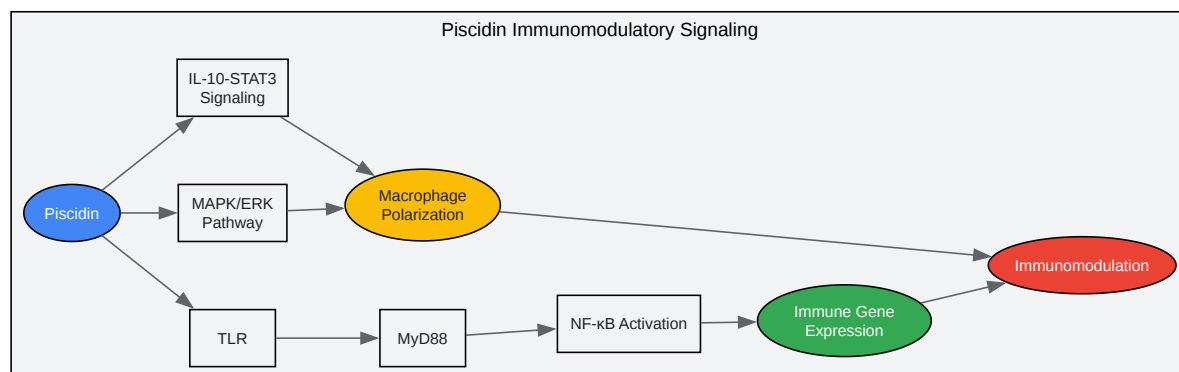 Piscidin Immunomodulatory Signaling
IL-10-STAT3
Signaling
Piscidin
MAPK/ERK
Pathway
Macrophage
Polarization
Immunomodulation
TLR
MyD88
NF-κB Activation
Immune Gene
Expression